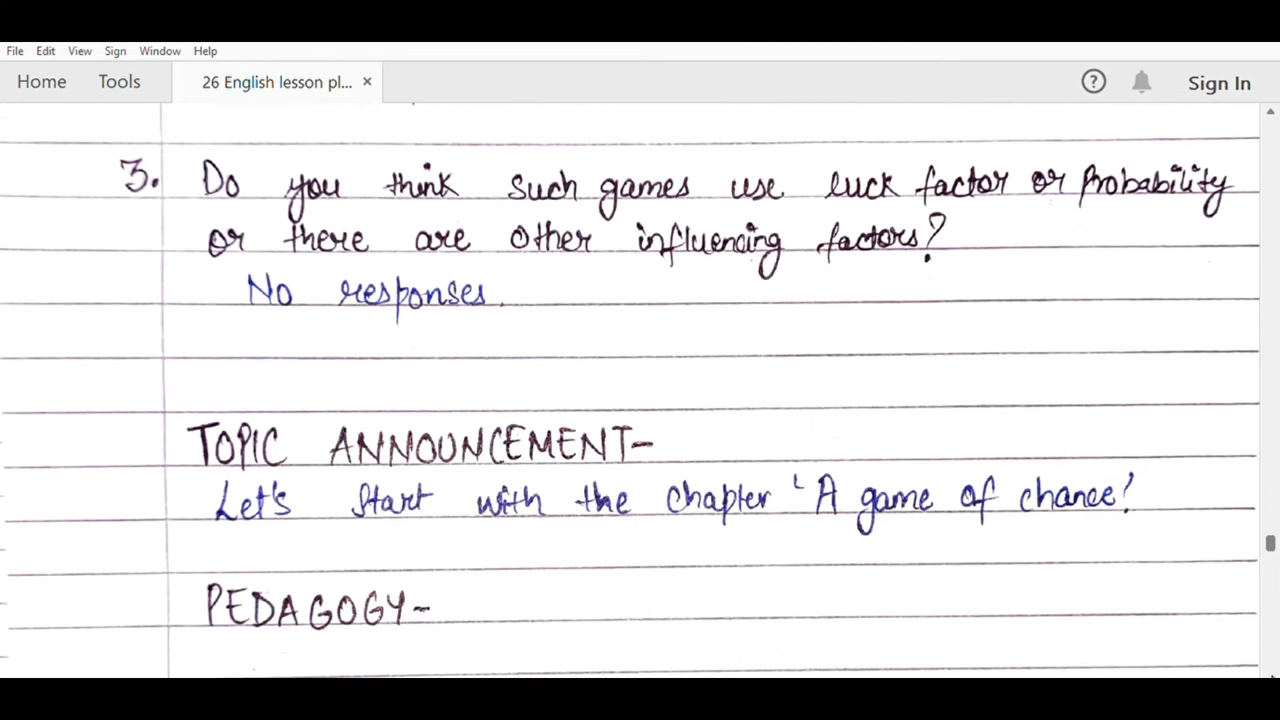 File Edit View Sign Window Help
Home Tools 26 English lesson pl... × ? Sign In
3. Do you think such games use luck factor or Probability
or there are other influencing factors?
No responses.
TOPIC ANNOUNCEMENT-
Let's start with the chapter 'A game of chance!
PEDAGOGY-